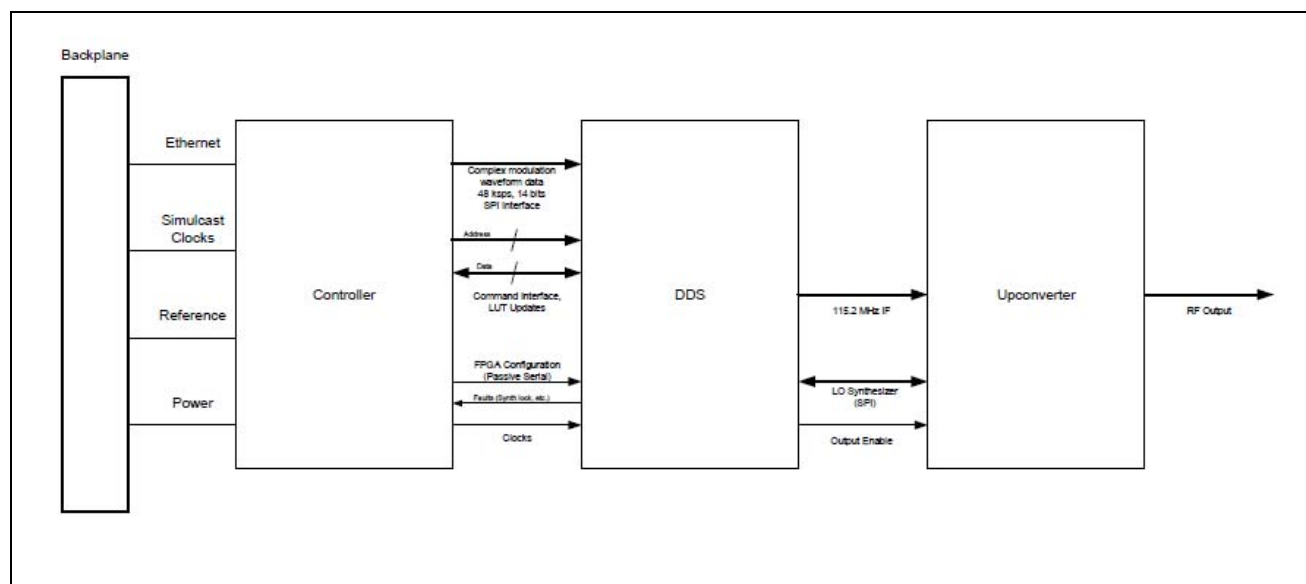 Backplane
Ethernet
Simulcast
Clocks
Reference
Power
Controller
Complex modulation
waveform data
48 ksps, 14 bits
SPI Interface
Address
Data
Command Interface,
LUT Updates
FPGA Configuration
(Passive Serial)
Faults (Synth lock, etc.)
Clocks
DDS
115.2 MHz IF
LO Synthesizer
(SPI)
Output Enable
Upconverter
RF Output